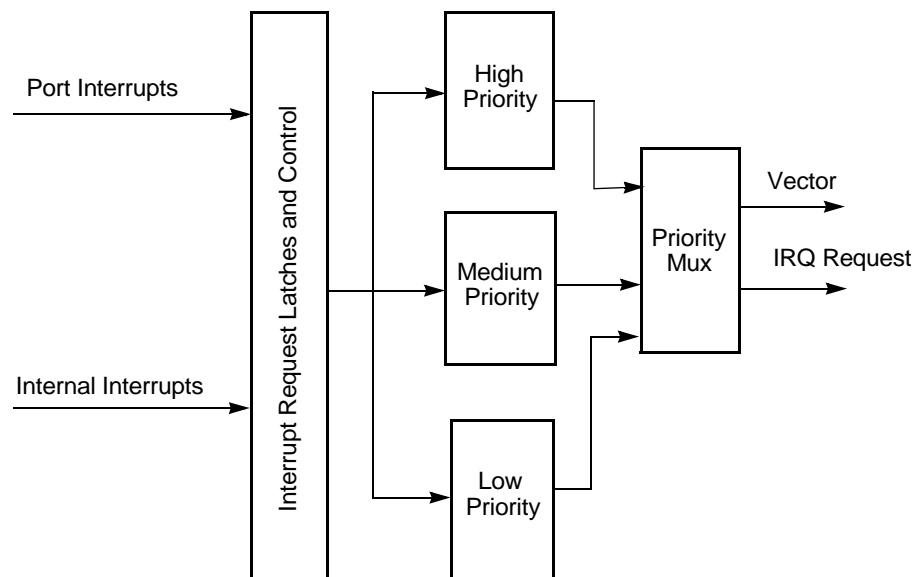 Port Interrupts
Internal Interrupts
Interrupt Request Latches and Control
High
Priority
Medium
Priority
Low
Priority
Priority
Mux
Vector
IRQ Request